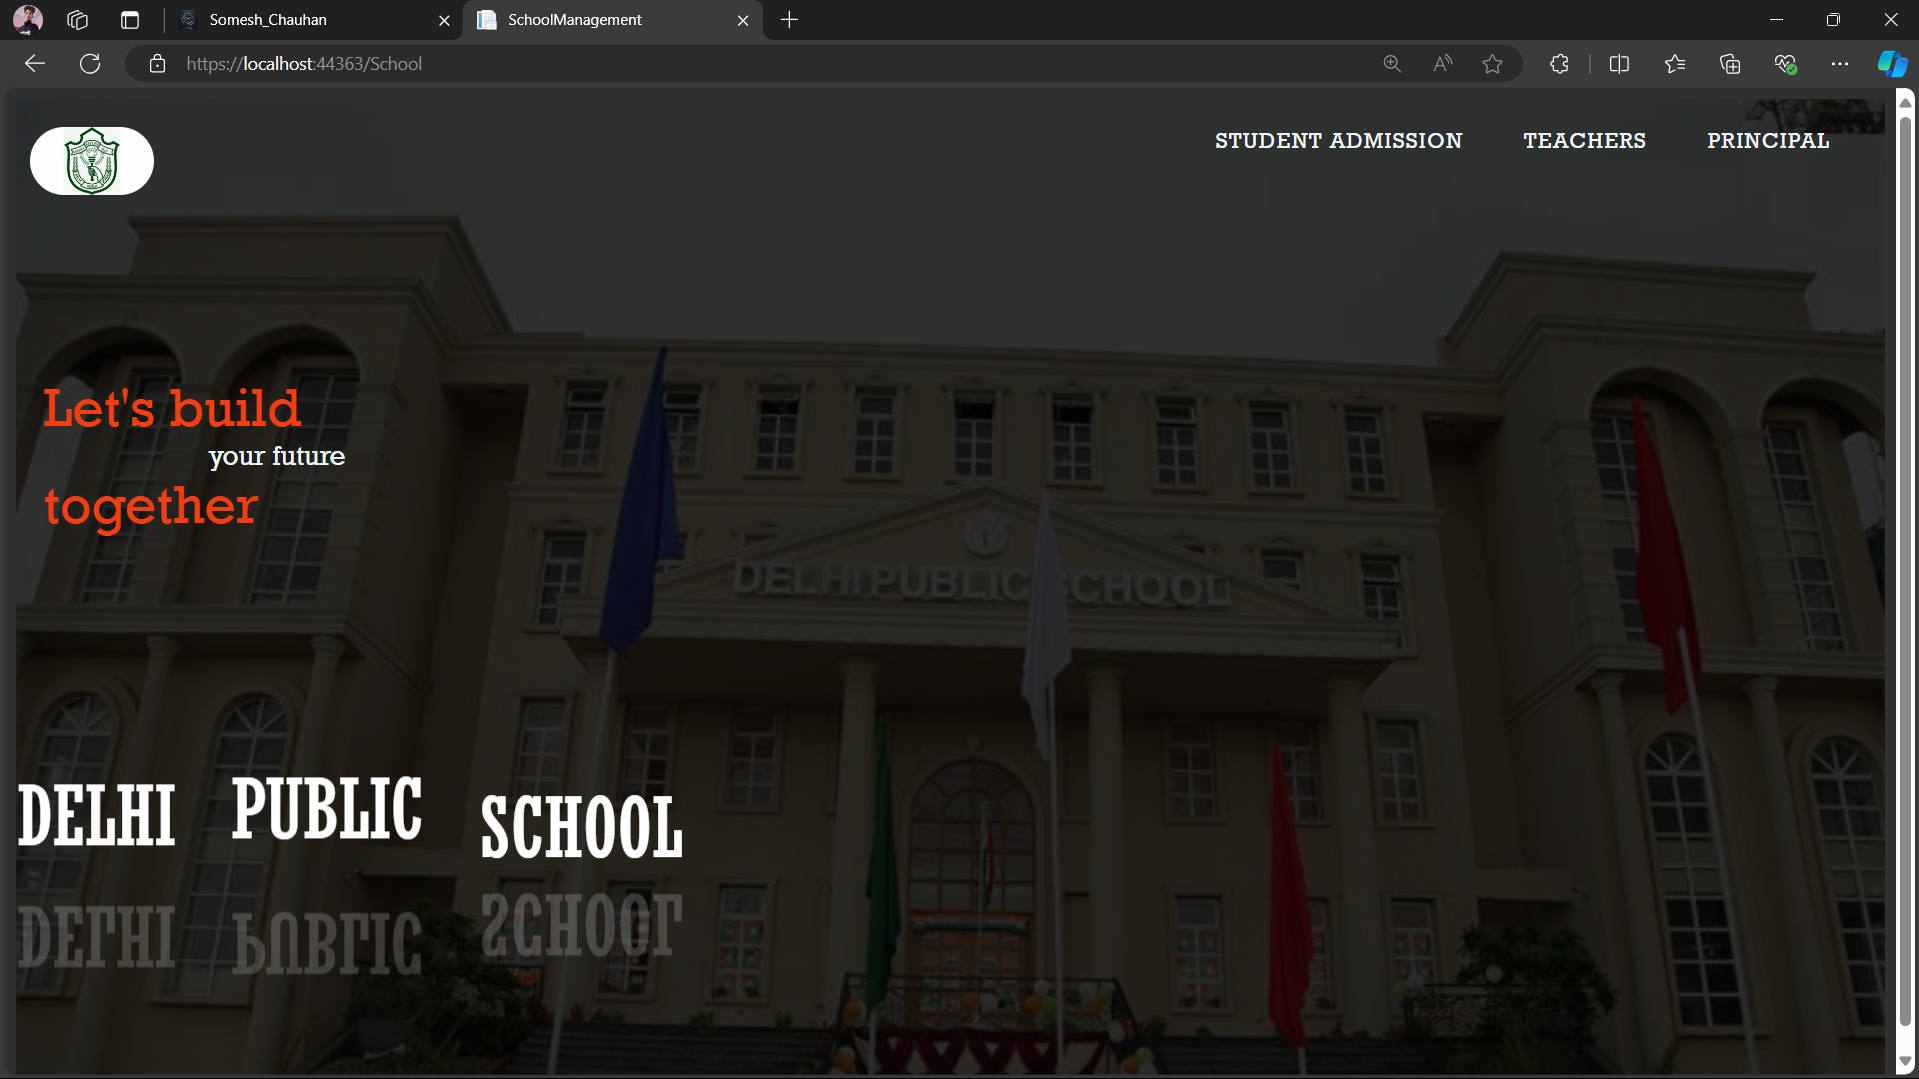 Somesh_Chauhan
SchoolManagement
https://localhost:44363/School
STUDENT ADMISSION
TEACHERS
PRINCIPAL
Let's build
your future
together
DELHI PUBLIC SCHOOL
DELHI
PUBLIC
SCHOOL
DELHI
PUBLIC
SCHOOL